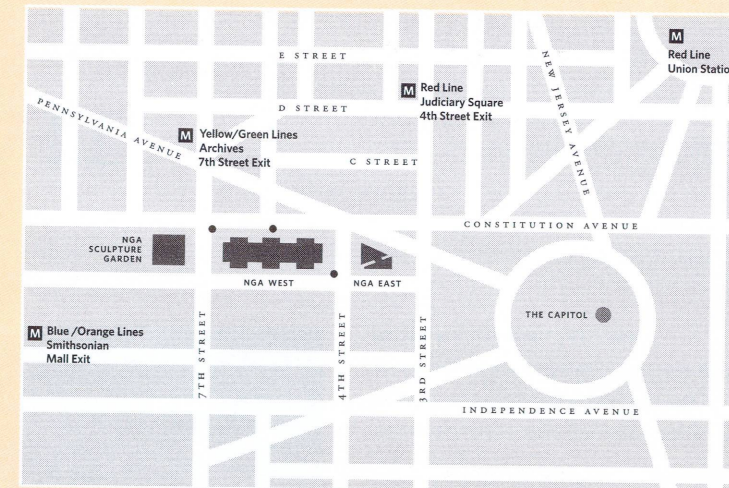 E STREET
M
Red Line
Union Statio
NEW JERSEY AVENUE
M
Red Line
Judiciary Square
4th Street Exit
D STREET
PENNSYLVANIA AVENUE
M
Yellow/Green Lines
Archives
7th Street Exit
C STREET
CONSTITUTION AVENUE
NGA
SCULPTURE
GARDEN
NGA WEST
NGA EAST
THE CAPITOL
M
Blue/Orange Lines
Smithsonian
Mall Exit
7TH STREET
4TH STREET
3RD STREET
INDEPENDENCE AVENUE